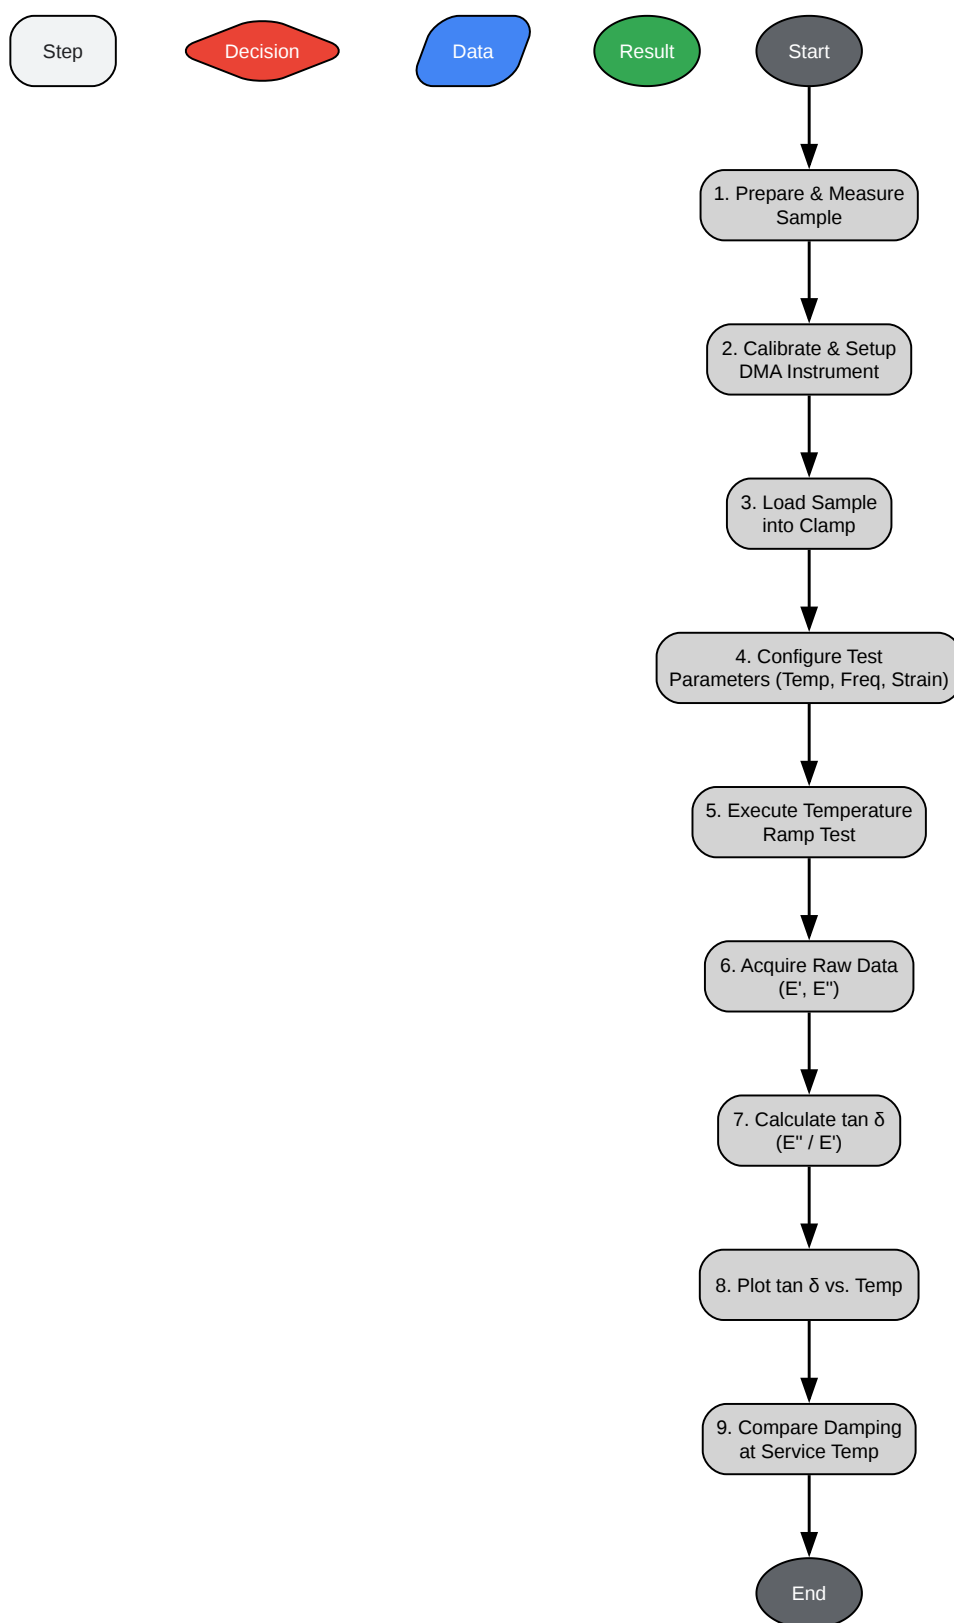 Step
Decision
Data
Result
Start
1. Prepare & Measure
Sample
2. Calibrate & Setup
DMA Instrument
3. Load Sample
into Clamp
4. Configure Test
Parameters (Temp, Freq, Strain)
5. Execute Temperature
Ramp Test
6. Acquire Raw Data
(E', E'')
7. Calculate tan δ
(E'' / E')
8. Plot tan δ vs. Temp
9. Compare Damping
at Service Temp
End